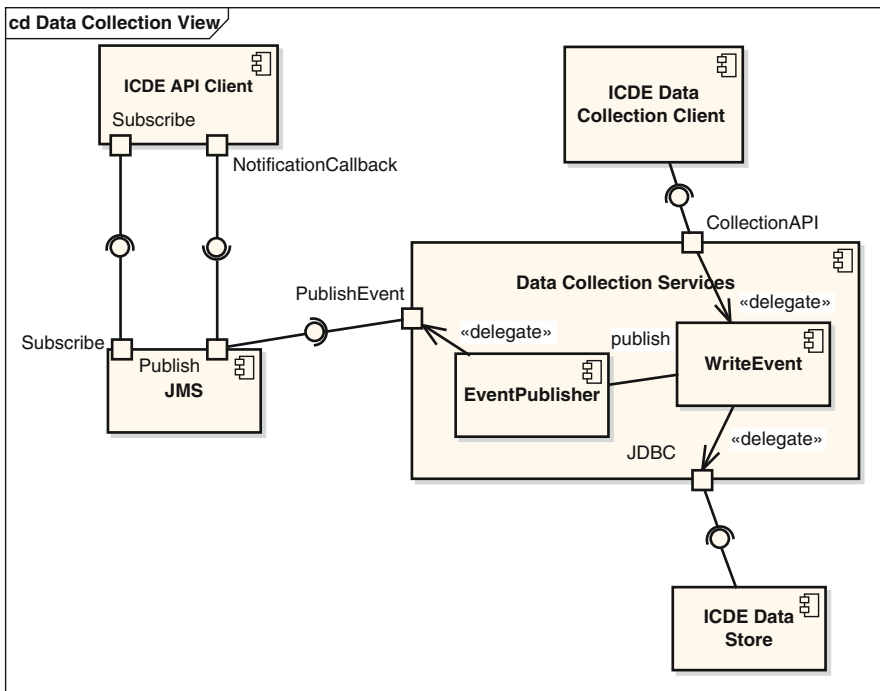 cd Data Collection View
ICDE API Client
Subscribe
NotificationCallback
ICDE Data
Collection Client
CollectionAPI
Data Collection Services
PublishEvent
«delegate»
«delegate»
publish
WriteEvent
EventPublisher
Subscribe
Publish
JMS
JDBC
«delegate»
ICDE Data
Store